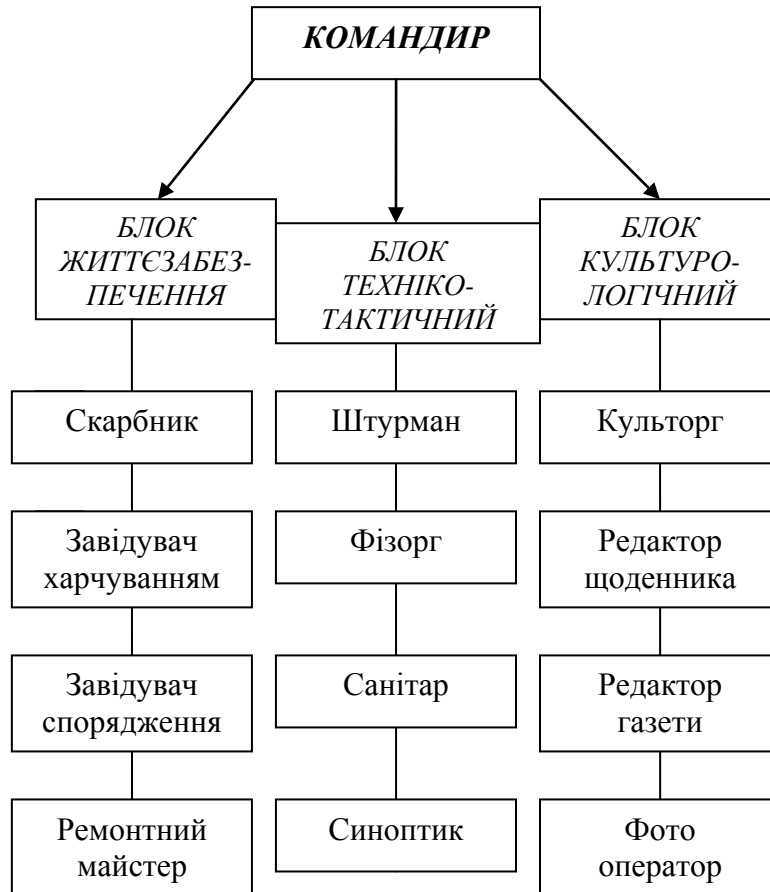 КОМАНДИР
БЛОК
ЖИТТЄЗАБЕЗ-
ПЕЧЕННЯ
Скарбник
Завідувач
харчуванням
Завідувач
спорядження
Ремонтний
майстер
БЛОК
ТЕХНІКО-
ТАКТИЧНИЙ
Штурман
Фізорг
Санітар
Синоптик
БЛОК
КУЛЬТУРО-
ЛОГІЧНИЙ
Культорг
Редактор
щоденника
Редактор
газети
Фото
оператор